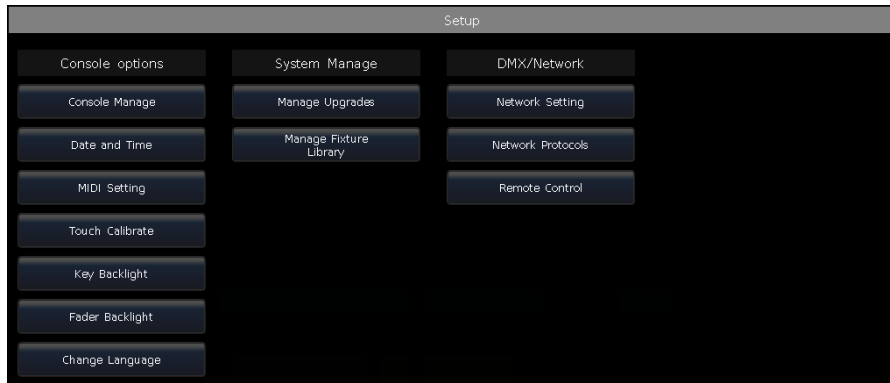 Setup
Console options
Console Manage
Date and Time
MIDI Setting
Touch Calibrate
Key Backlight
Fader Backlight
Change Language
System Manage
Manage Upgrades
Manage Fixture
Library
DMX/Network
Network Setting
Network Protocols
Remote Control